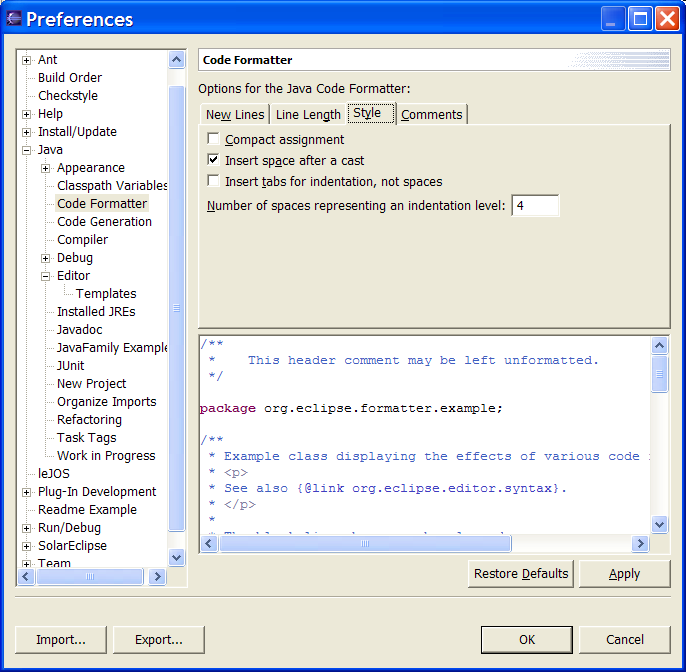 Preferences
Ant
Build Order
Checkstyle
Help
Install/Update
Java
Appearance
Classpath Variables
Code Formatter
Code Generation
Compiler
Debug
Editor
Templates
Installed JREs
Javadoc
JavaFamily Example
JUnit
New Project
Organize Imports
Refactoring
Task Tags
Work in Progress
leJOS
Plug-In Development
Readme Example
Run/Debug
SolarEclipse
Team
Code Formatter
Options for the Java Code Formatter:
New Lines Line Length Style Comments
Compact assignment
Insert space after a cast
Insert tabs for indentation, not spaces
Number of spaces representing an indentation level: 4
/**
 *    This header comment may be left unformatted.
 */
package org.eclipse.formatter.example;
/**
 * Example class displaying the effects of various code
 * <p>
 * See also {@link org.eclipse.editor.syntax}.
 * </p>
 *
Restore Defaults Apply
Import... Export... OK Cancel